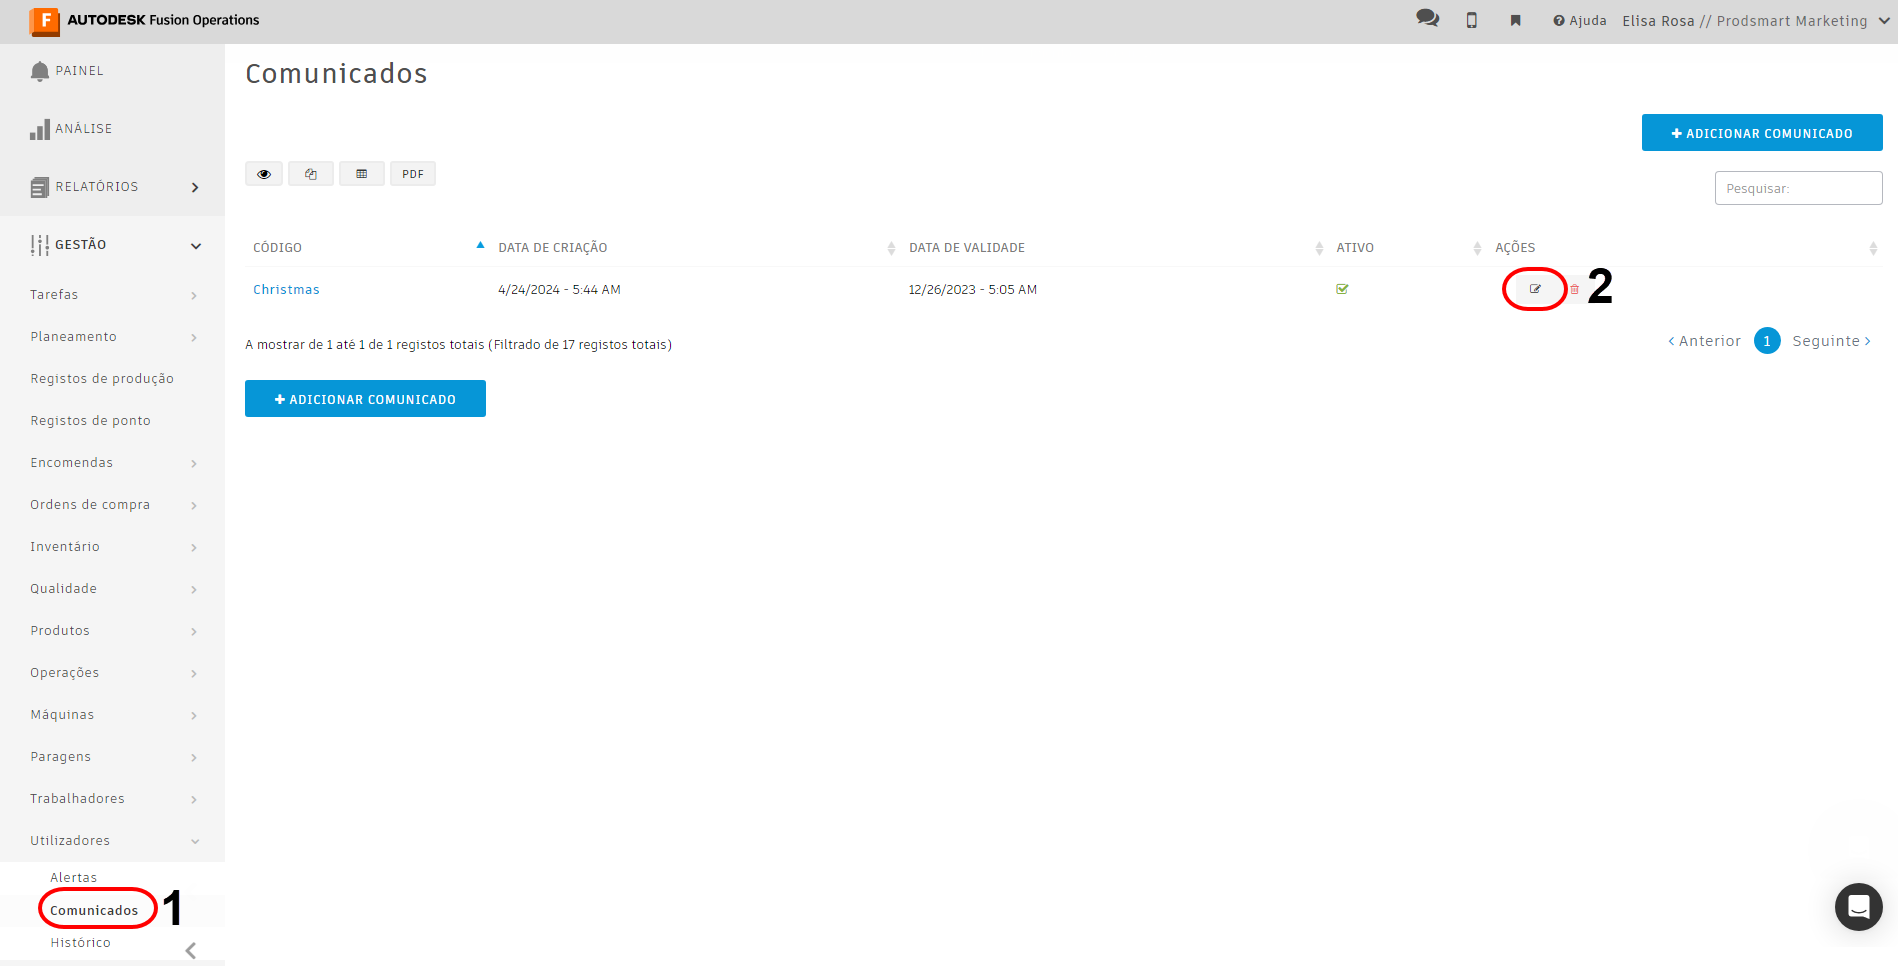 AUTODESK Fusion Operations
Ajuda
Elisa Rosa // Prodsmart Marketing
PAINEL
ANÁLISE
RELATÓRIOS
GESTÃO
Tarefas
Planeamento
Registos de produção
Registos de ponto
Encomendas
Ordens de compra
Inventário
Qualidade
Produtos
Operações
Máquinas
Paragens
Trabalhadores
Utilizadores
Alertas
Comunicados 1
Histórico
Comunicados
+ ADICIONAR COMUNICADO
PDF
Pesquisar:
CÓDIGO DATA DE CRIAÇÃO DATA DE VALIDADE ATIVO AÇÕES
Christmas 4/24/2024 - 5:44 AM 12/26/2023 - 5:05 AM 2
A mostrar de 1 até 1 de 1 registos totais (Filtrado de 17 registos totais)
< Anterior 1 Seguinte >
+ ADICIONAR COMUNICADO